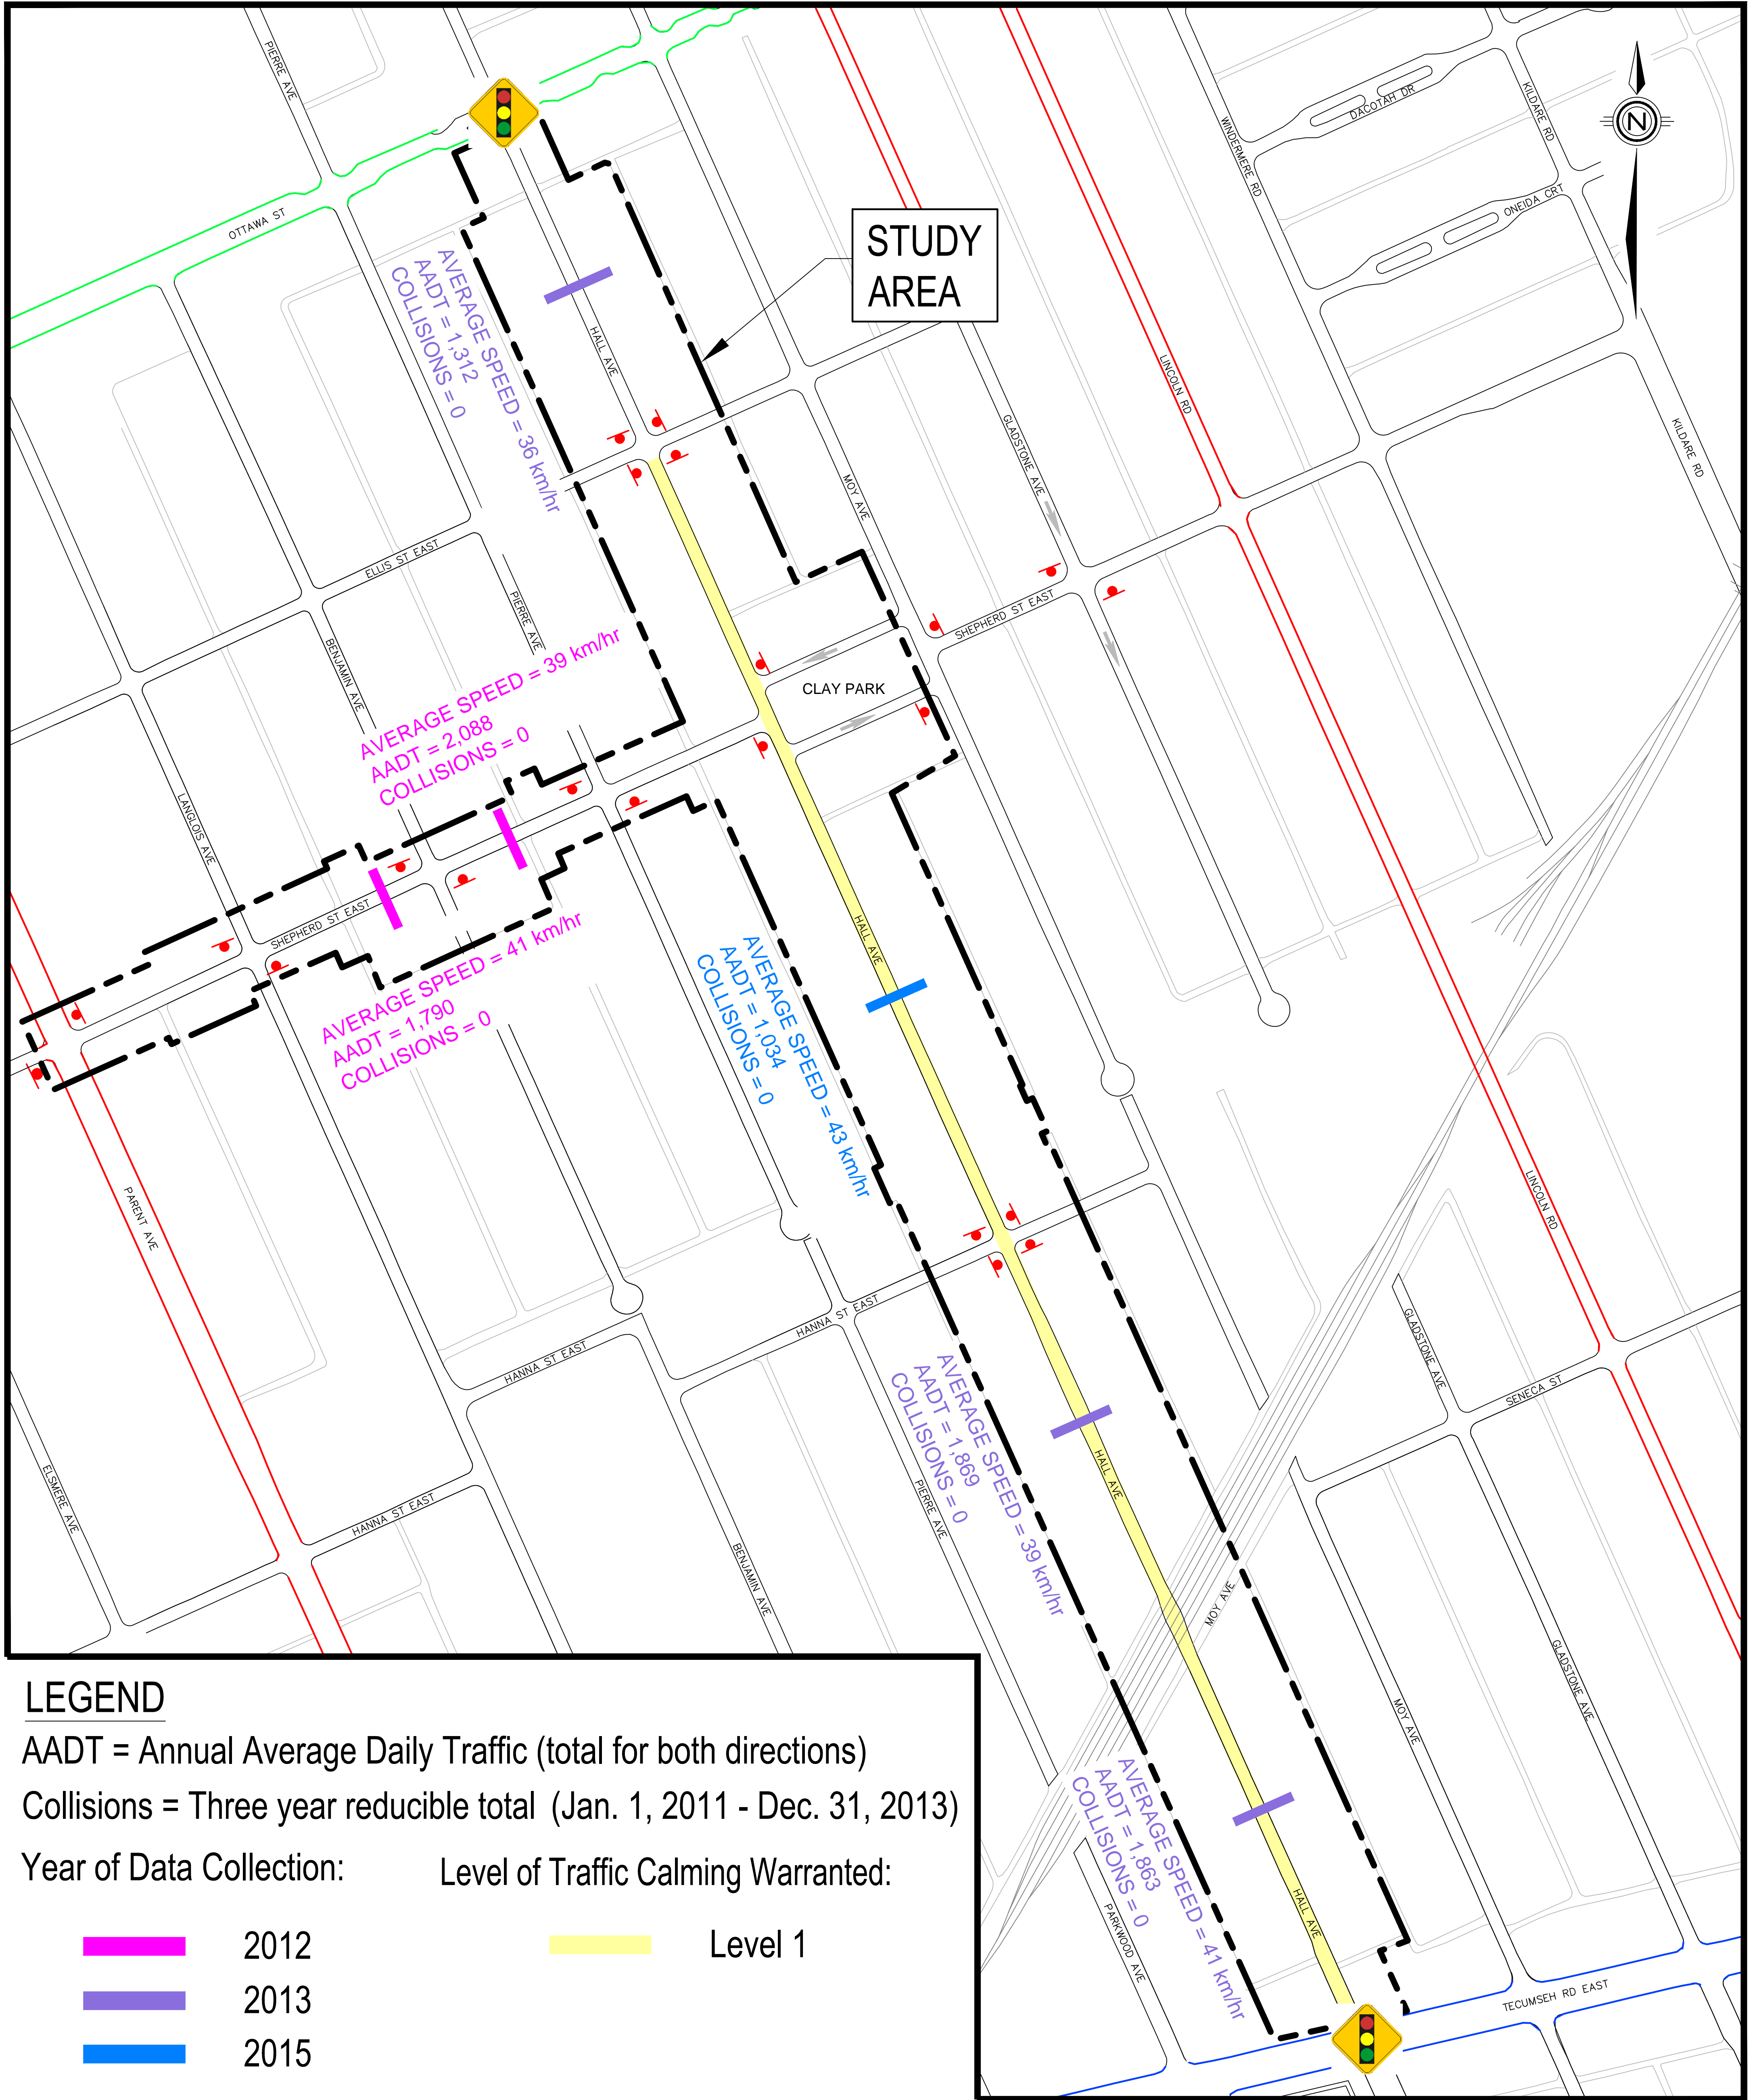 PIERRE AVE
OTTAWA ST
DACOTAH DR
KILDARE RD
WINDERMERE RD
ONEIDA CRT
N
STUDY
AREA
AVERAGE SPEED = 36 km/hr
AADT = 1,312
COLLISIONS = 0
HALL AVE
LINCOLN RD
KILDARE RD
GLADSTONE AVE
MOY AVE
ELLIS ST EAST
PIERRE AVE
BENJAMIN AVE
SHEPHERD ST EAST
CLAY PARK
AVERAGE SPEED = 39 km/hr
AADT = 2,088
COLLISIONS = 0
LANGLOIS AVE
SHEPHERD ST EAST
AVERAGE SPEED = 41 km/hr
AADT = 1,790
COLLISIONS = 0
HALL AVE
AVERAGE SPEED = 43 km/hr
AADT = 1,034
COLLISIONS = 0
PARENT AVE
LINCOLN RD
HANNA ST EAST
HANNA ST EAST
GLADSTONE AVE
SENECA ST
AVERAGE SPEED = 39 km/hr
AADT = 1,869
COLLISIONS = 0
HALL AVE
PIERRE AVE
ELSMERE AVE
HANNA ST EAST
BENJAMIN AVE
MOY AVE
GLADSTONE AVE
MOY AVE
AVERAGE SPEED = 41 km/hr
AADT = 1,863
COLLISIONS = 0
HALL AVE
PARKWOOD AVE
TECUMSEH RD EAST
LEGEND
AADT = Annual Average Daily Traffic (total for both directions)
Collisions = Three year reducible total (Jan. 1, 2011 - Dec. 31, 2013)
Year of Data Collection:
2012
2013
2015
Level of Traffic Calming Warranted:
Level 1